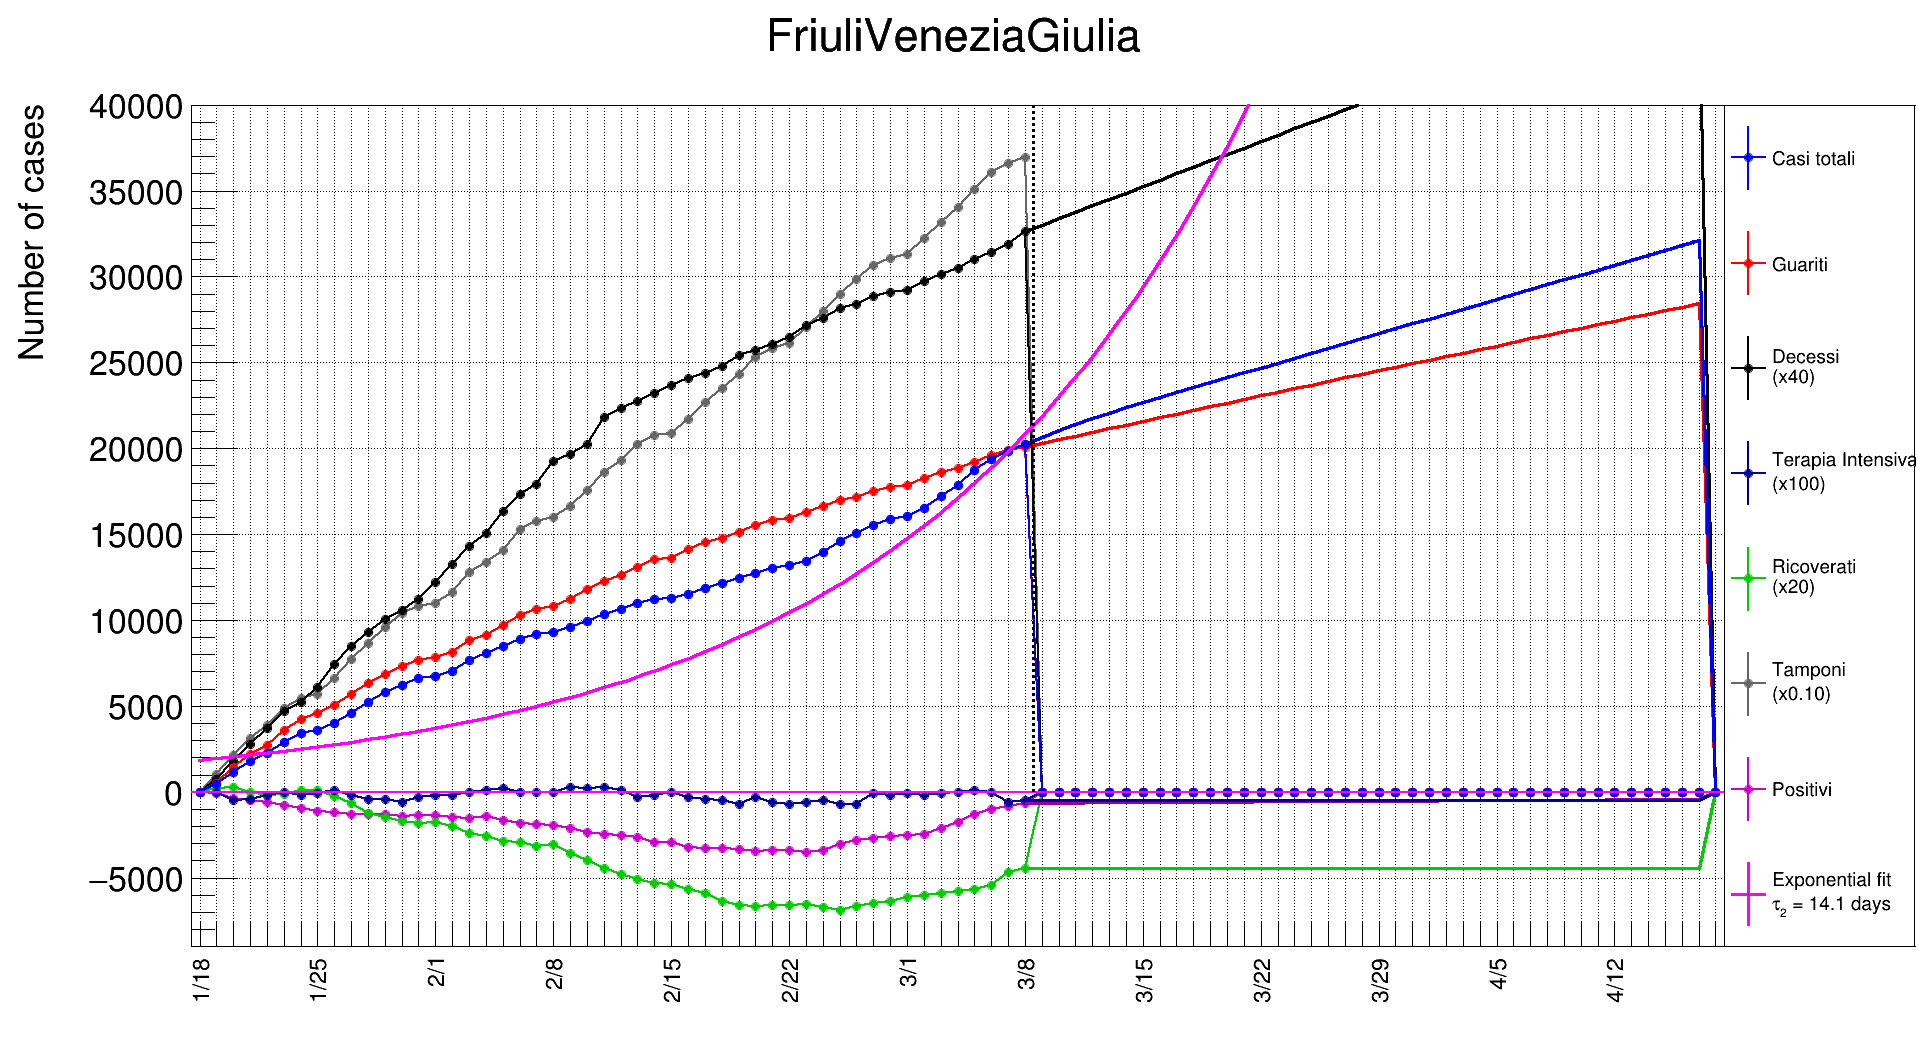 FriuliVeneziaGiulia
Number of cases
40000
35000
30000
25000
20000
15000
10000
5000
0
−5000
1/18
1/25
2/1
2/8
2/15
2/22
3/1
3/8
3/15
3/22
3/29
4/5
4/12
Casi totali
Guariti
Decessi
(x40)
Terapia Intensiva
(x100)
Ricoverati
(x20)
Tamponi
(x0.10)
Positivi
Exponential fit
τ2 = 14.1 days